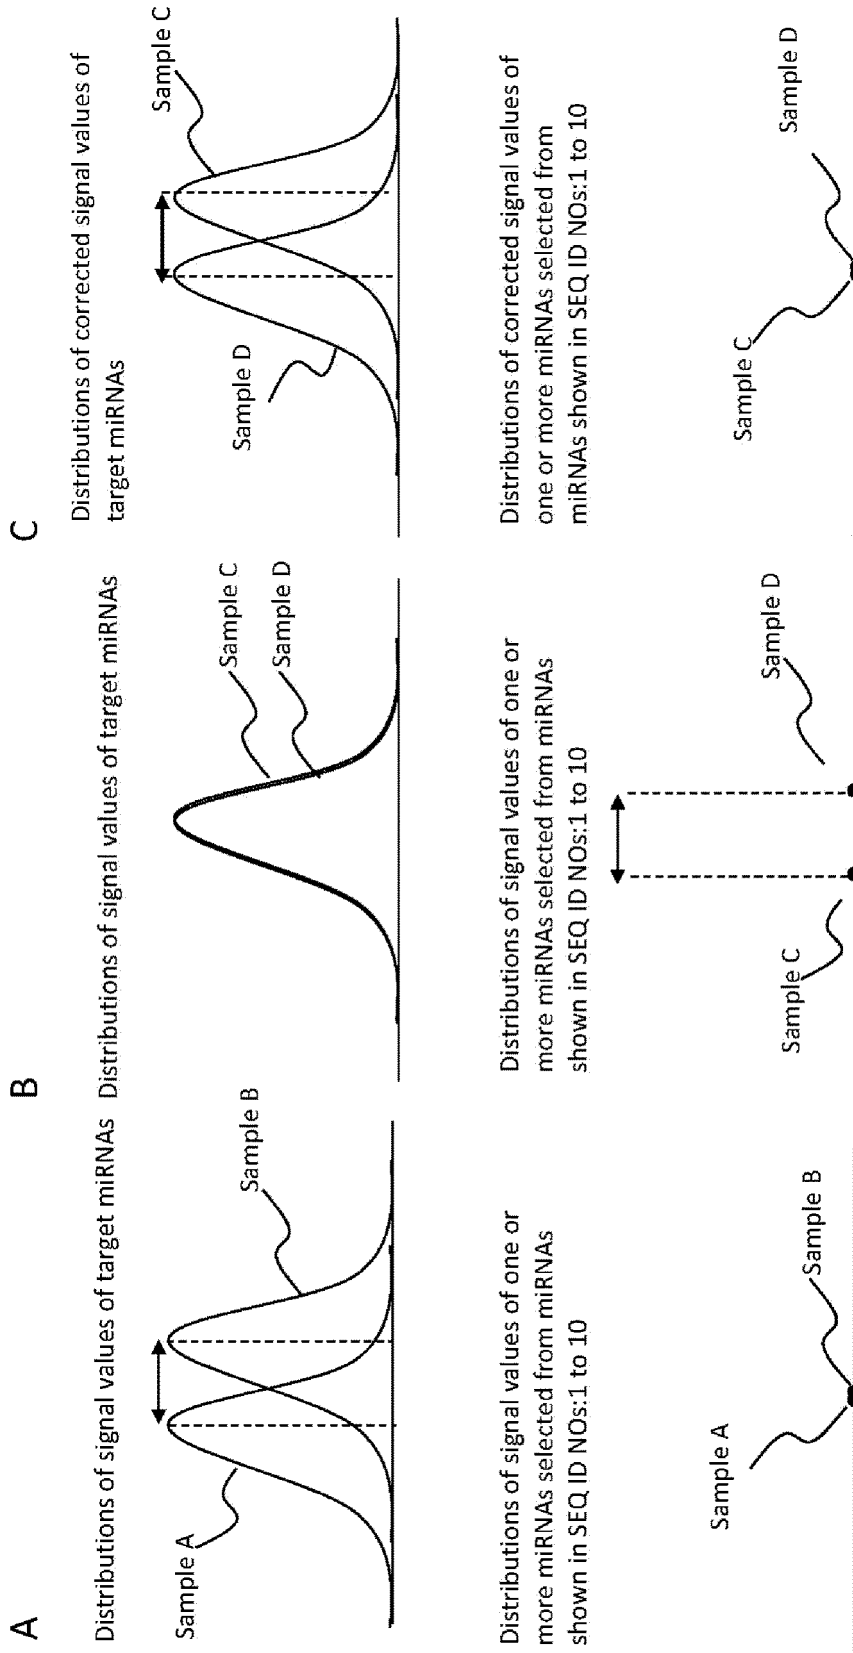 A
Distributions of signal values of target miRNAs
Sample A
Sample B
Distributions of signal values of one or
more miRNAs selected from miRNAs
shown in SEQ ID NOs:1 to 10
Sample A
Sample B
B
Distributions of signal values of target miRNAs
Sample C
Sample D
Distributions of signal values of one or
more miRNAs selected from miRNAs
shown in SEQ ID NOs:1 to 10
Sample C
Sample D
C
Distributions of corrected signal values of
target miRNAs
Sample D
Sample C
Distributions of corrected signal values of
one or more miRNAs selected from
miRNAs shown in SEQ ID NOs:1 to 10
Sample C
Sample D